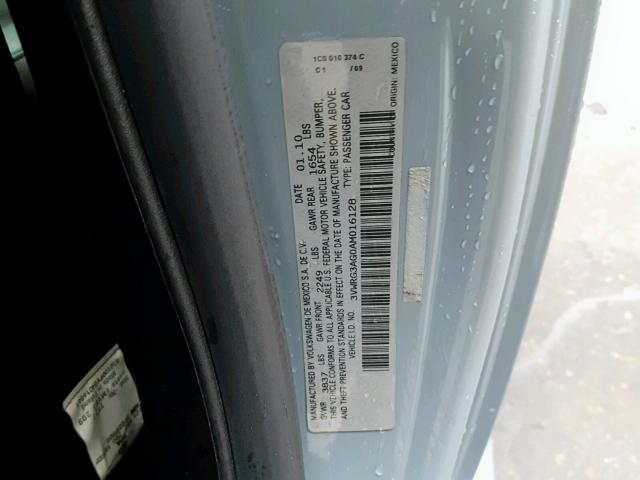 MANUFACTURED BY VOLKSWAGEN DE MEXICO S.A. DE C.V. DATE 01.10
GVWR 3837 LBS GAWR FRONT 2249 LBS GAWR REAR 1654 LBS
THIS VEHICLE CONFORMS TO ALL APPLICABLE U.S. FEDERAL MOTOR VEHICLE SAFETY, BUMPER,
AND THEFT PREVENTION STANDARDS IN EFFECT ON THE DATE OF MANUFACTURE SHOWN ABOVE.
VEHICLE I.D. NO. 3VWRG3AG0AM016128 TYPE: PASSENGER CAR
1C0 010 374 C
C1 /09
ORIGIN: MEXICO